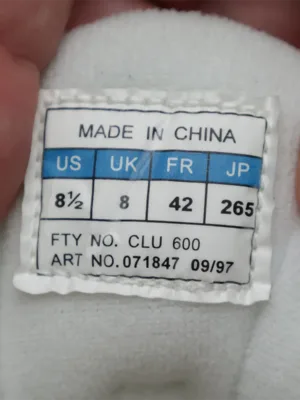 MADE IN CHINA
US UK FR JP
8½ 8 42 265
FTY NO. CLU 600
ART NO. 071847 09/97